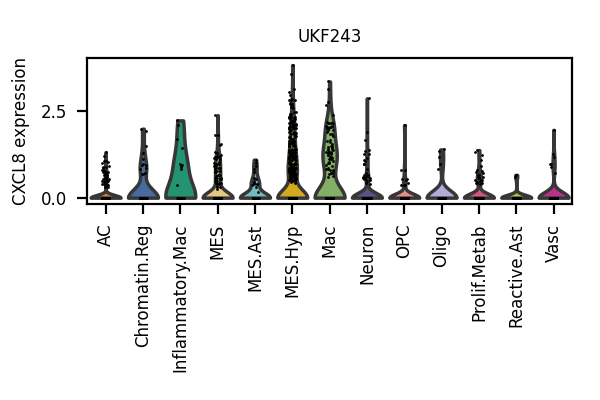 UKF243
CXCL8 expression
2.5
0.0
AC
Chromatin.Reg
Inflammatory.Mac
MES
MES.Ast
MES.Hyp
Mac
Neuron
OPC
Oligo
Prolif.Metab
Reactive.Ast
Vasc